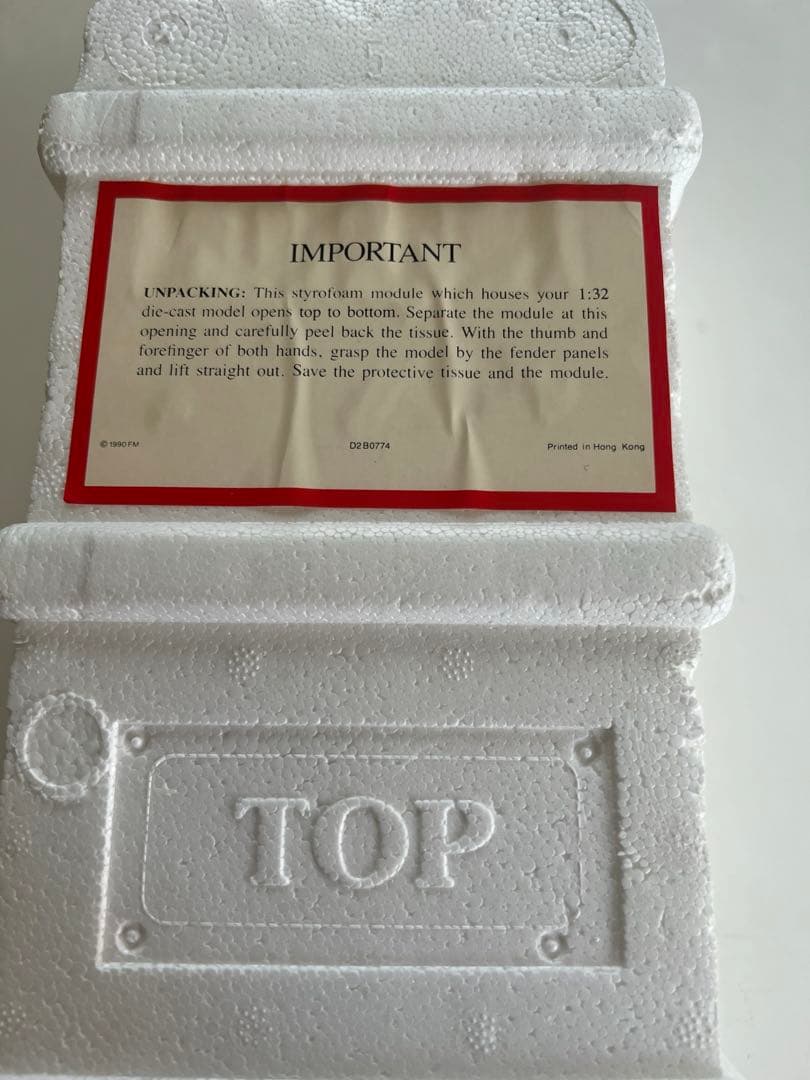 IMPORTANT
UNPACKING: This styrofoam module which houses your 1:32
die-cast model opens top to bottom. Separate the module at this
opening and carefully peel back the tissue. With the thumb and
forefinger of both hands, grasp the model by the fender panels
and lift straight out. Save the protective tissue and the module.
© 1990 FM D2B0774 Printed in Hong Kong
TOP